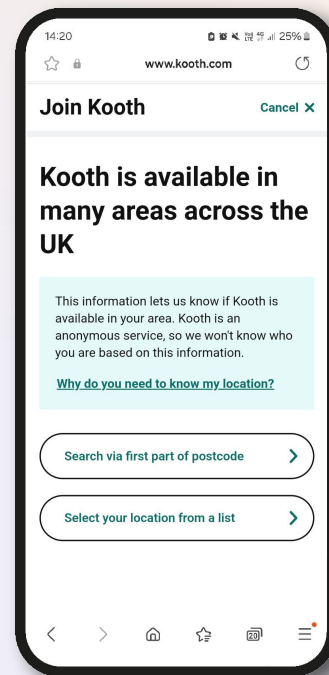 14:20
25%
www.kooth.com
Join Kooth
Cancel
Kooth is available in
many areas across the
UK
This information lets us know if Kooth is
available in your area. Kooth is an
anonymous service, so we won't know who
you are based on this information.
Why do you need to know my location?
Search via first part of postcode
Select your location from a list
20